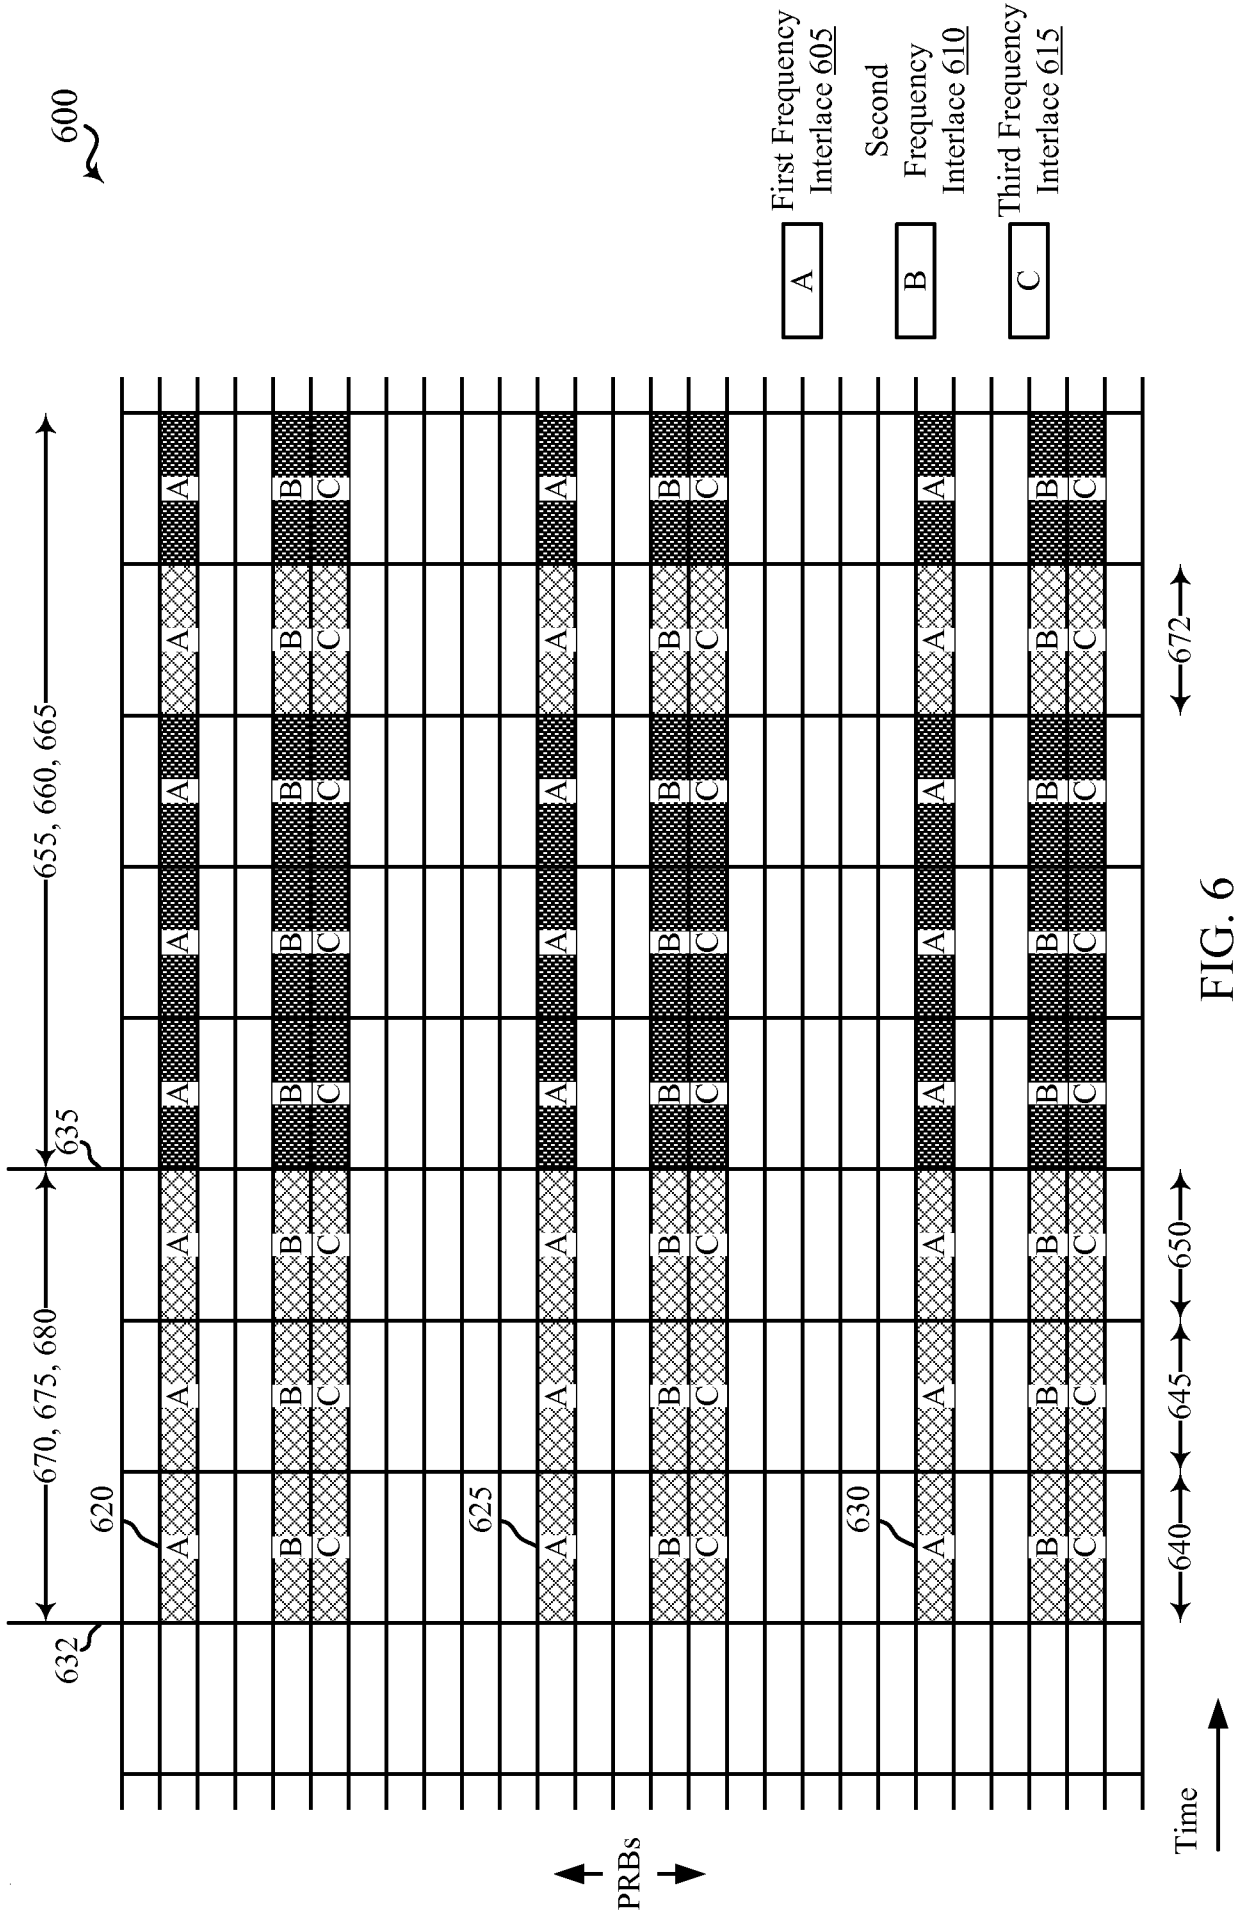 600
670, 675, 680
655, 660, 665
632
635
620
625
630
A A A A A A A A
B B B B B B B B
C C C C C C C C
A A A A A A A A
B B B B B B B B
C C C C C C C C
A A A A A A A A
B B B B B B B B
C C C C C C C C
PRBs
640
645
650
672
Time
A
First Frequency
Interlace 605
B
Second
Frequency
Interlace 610
C
Third Frequency
Interlace 615
FIG. 6